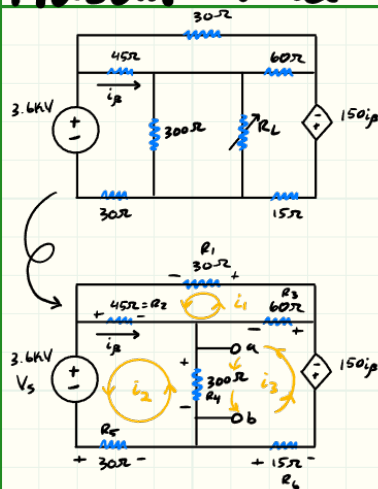 30Ω
45Ω
60Ω
iβ
3.6KV
+
-
300Ω
RL
-
+
150iβ
30Ω
15Ω
R1
30Ω
- +
45Ω=R2
i1
R3
60Ω
+ -
- +
iβ
a
3.6KV
Vs
+
-
i2
+
300Ω
R4
-
i3
-
+
150iβ
b
R5
+ 30Ω -
+ 15Ω -
R6